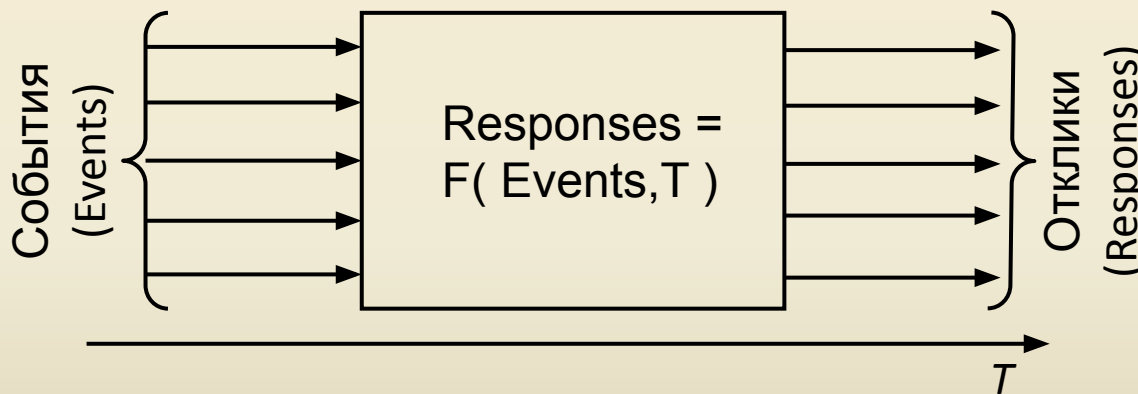 События
(Events)
Responses =
F( Events,T )
Отклики
(Responses)
T